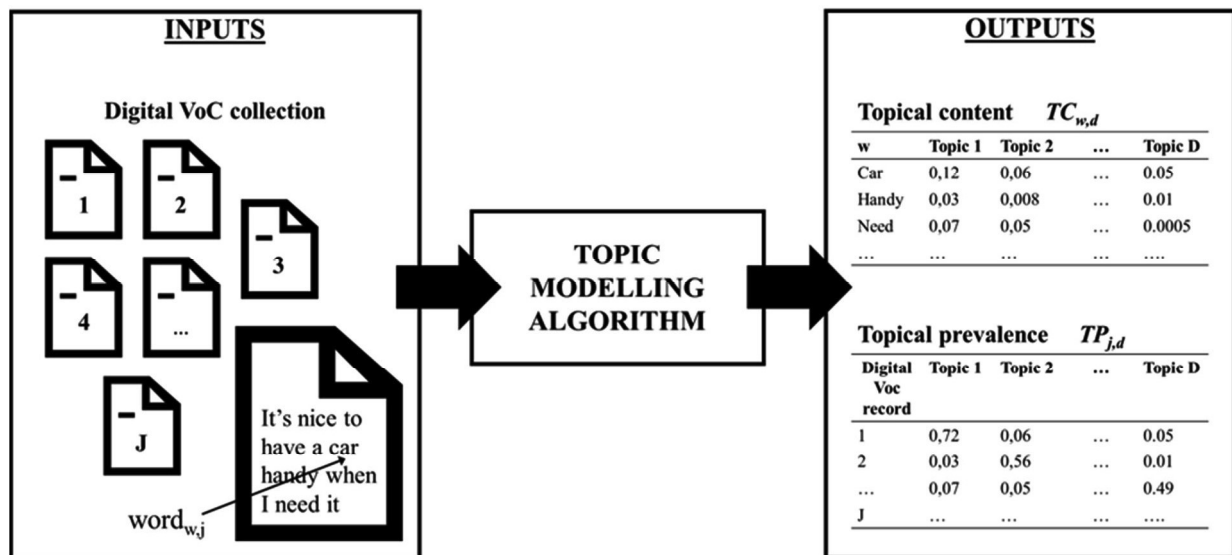 INPUTS
Digital VoC collection
1
2
3
4
...
J
It's nice to
have a car
handy when
I need it
word_{w,j}
TOPIC
MODELLING
ALGORITHM
OUTPUTS
Topical content TC_{w,d}
w Topic 1 Topic 2 … Topic D
Car 0,12 0,06 … 0.05
Handy 0,03 0,008 … 0.01
Need 0,07 0,05 … 0.0005
… … … … ….
Topical prevalence TP_{j,d}
Digital Topic 1 Topic 2 … Topic D
Voc
record
1 0,72 0,06 … 0.05
2 0,03 0,56 … 0.01
… 0,07 0,05 … 0.49
J … … … ….